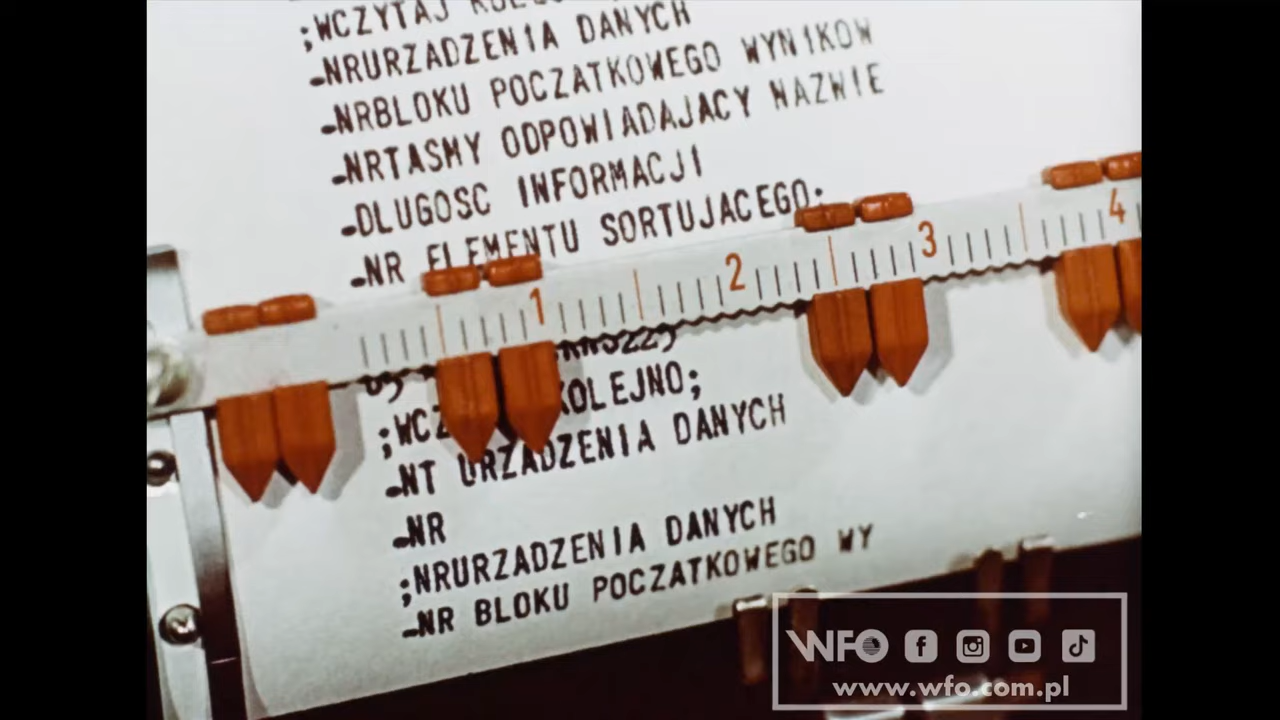 ;WCZYTAJ
-NRURZADZENIA DANYCH
-NRBLOKU POCZATKOWEGO WYNIKOW
-NRTASMY ODPOWIADAJACY NAZWIE
-DLUGOSC INFORMACJI
-NR ELEMENTU SORTUJACEGO;
1 2 3 4
KOLEJNO;
-NT URZADZENIA DANYCH
-NR
;NRURZADZENIA DANYCH
-NR BLOKU POCZATKOWEGO WY
WFO
www.wfo.com.pl